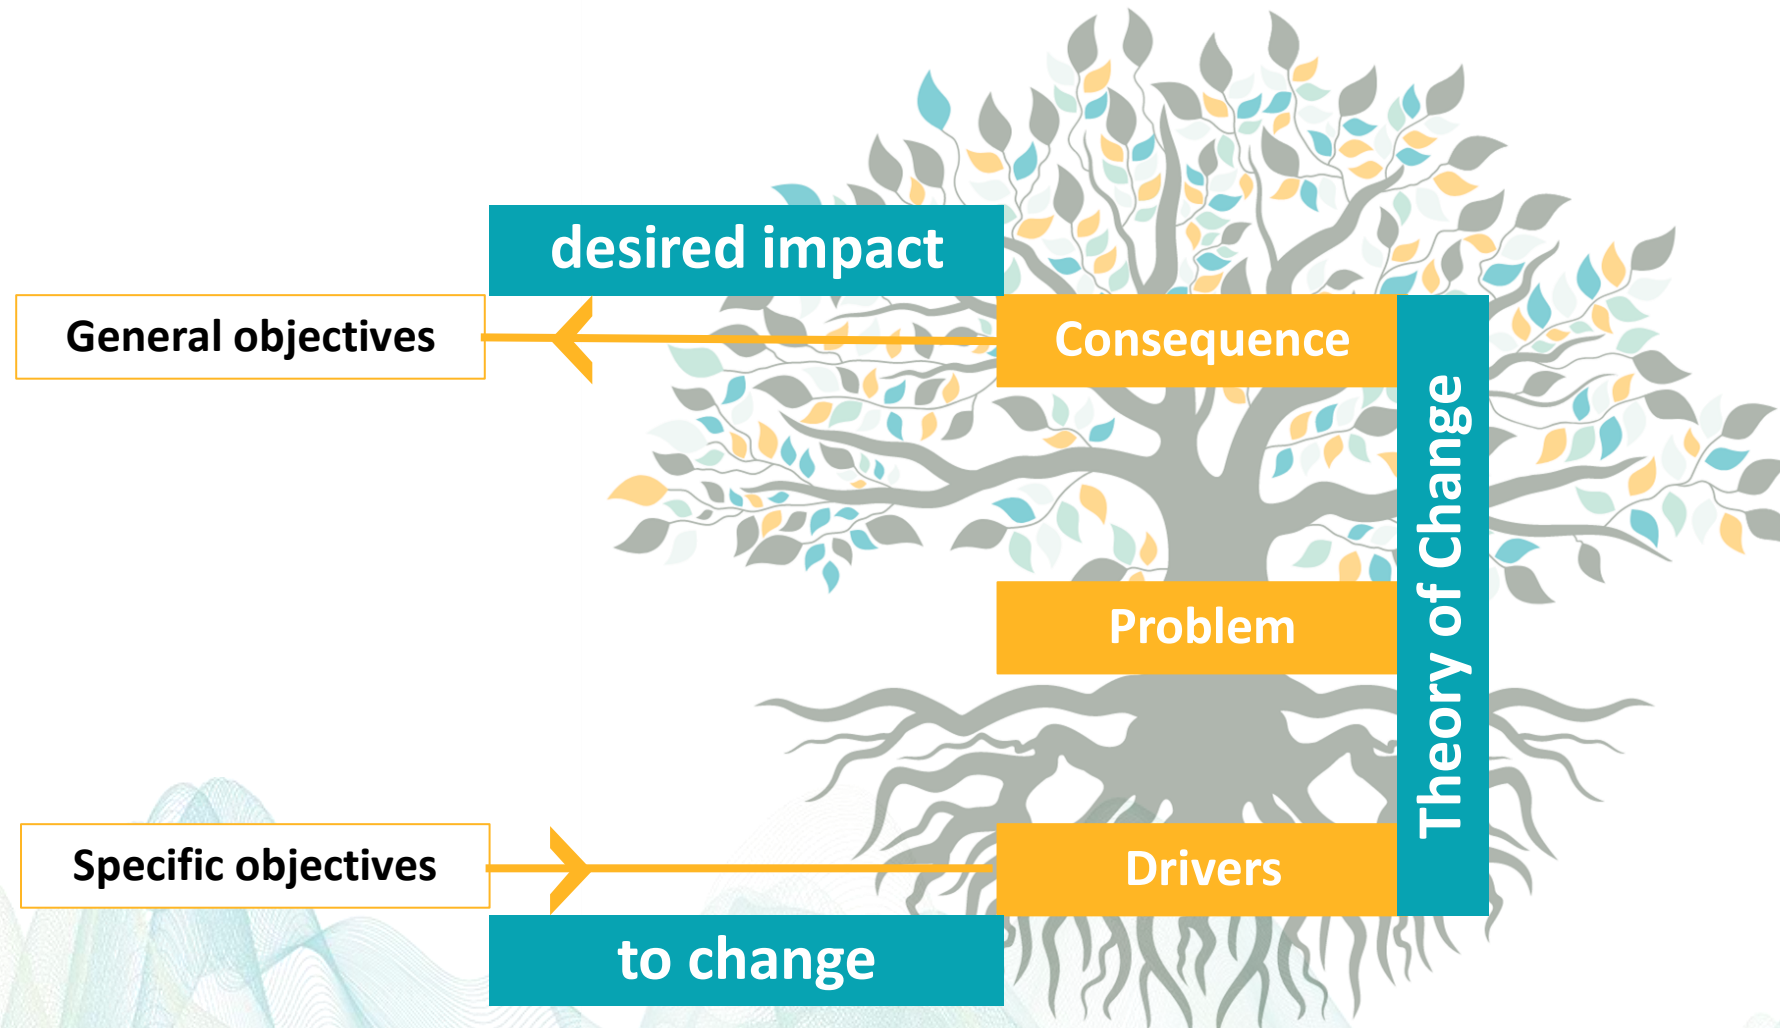 desired impact
General objectives
Consequence
Theory of Change
Problem
Specific objectives
Drivers
to change